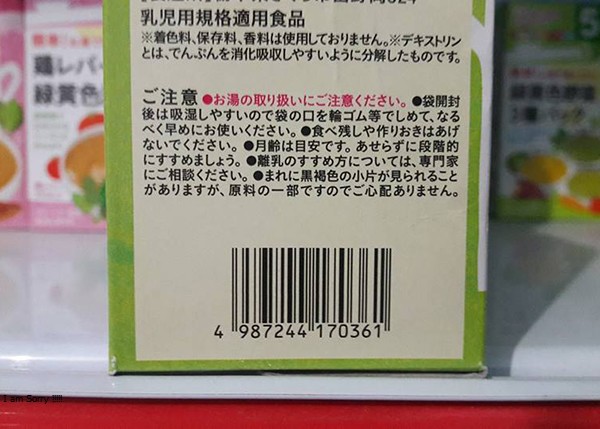 乳児用規格適用食品
※着色料、保存料、香料は使用しておりません。※デキストリン
とは、でんぷんを消化吸収しやすいように分解したものです。
ご注意 ●お湯の取り扱いにご注意ください。●袋開封
後は吸湿しやすいので袋の口を輪ゴム等でしめて、なる
べく早めにお使いください。●食べ残しや作りおきはあげ
ないでください。●月齢は目安です。あせらずに段階的
にすすめましょう。●離乳のすすめ方については、専門家
にご相談ください。●まれに黒褐色の小片が見られること
がありますが、原料の一部ですのでご心配ありません。
4 987244 170361
鶏レバー
緑黄色
緑黄色野菜
5
I am Sorry !!!!!